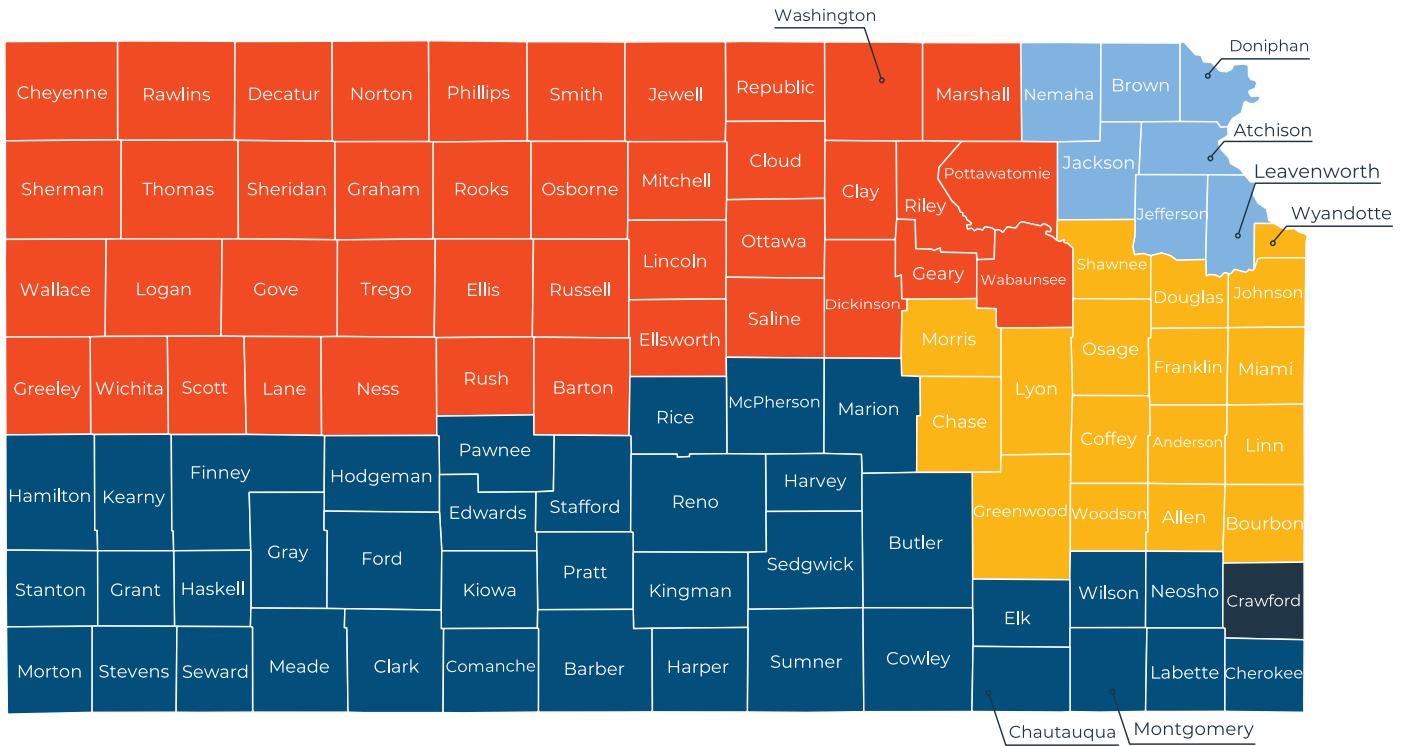 Washington
Doniphan
Cheyenne
Rawlins
Decatur
Norton
Phillips
Smith
Jewell
Republic
Marshall
Nemaha
Brown
Atchison
Sherman
Thomas
Sheridan
Graham
Rooks
Osborne
Mitchell
Cloud
Clay
Riley
Pottawatomie
Jackson
Leavenworth
Jefferson
Wyandotte
Wallace
Logan
Gove
Trego
Ellis
Russell
Lincoln
Ottawa
Dickinson
Geary
Wabaunsee
Shawnee
Douglas
Johnson
Greeley
Wichita
Scott
Lane
Ness
Rush
Barton
Ellsworth
Saline
Morris
Lyon
Osage
Franklin
Miami
Rice
McPherson
Marion
Chase
Coffey
Anderson
Linn
Hamilton
Kearny
Finney
Hodgeman
Pawnee
Edwards
Stafford
Reno
Harvey
Butler
Greenwood
Woodson
Allen
Bourbon
Gray
Ford
Stanton
Grant
Haskell
Kiowa
Pratt
Kingman
Sedgwick
Elk
Wilson
Neosho
Crawford
Morton
Stevens
Seward
Meade
Clark
Comanche
Barber
Harper
Sumner
Cowley
Labette
Cherokee
Chautauqua
Montgomery